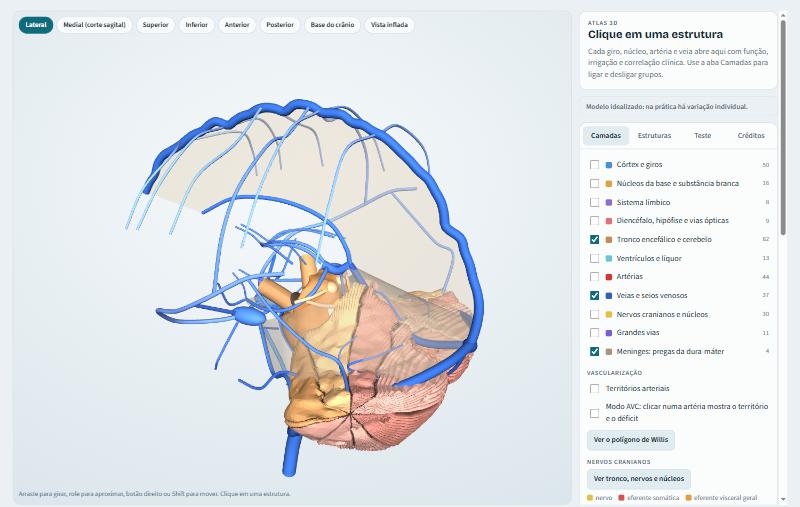 Lateral
Medial (corte sagital)
Superior
Inferior
Anterior
Posterior
Base do crânio
Vista inflada
ATLAS 3D
Clique em uma estrutura
Cada giro, núcleo, artéria e veia abre aqui com função,
irrigação e correlação clínica. Use a aba Camadas para
ligar e desligar grupos.
Modelo idealizado: na prática há variação individual.
Camadas
Estruturas
Teste
Créditos
Córtex e giros 50
Núcleos da base e substância branca 16
Sistema límbico 8
Diencéfalo, hipófise e vias ópticas 9
Tronco encefálico e cerebelo 62
Ventrículos e líquor 13
Artérias 44
Veias e seios venosos 37
Nervos cranianos e núcleos 30
Grandes vias 11
Meninges: pregas da dura-máter 4
VASCULARIZAÇÃO
Territórios arteriais
Modo AVC: clicar numa artéria mostra o território
e o déficit
Ver o polígono de Willis
NERVOS CRANIANOS
Ver tronco, nervos e núcleos
nervo
eferente somática
eferente visceral geral
Arraste para girar, role para aproximar, botão direito ou Shift para mover. Clique em uma estrutura.